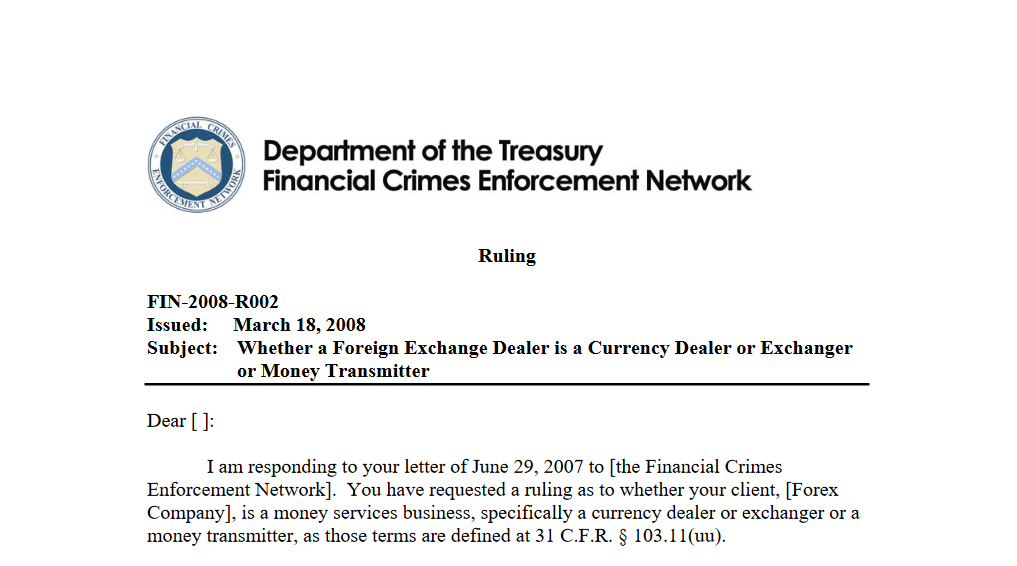 FINANCIAL CRIMES
ENFORCEMENT NETWORK
Department of the Treasury
Financial Crimes Enforcement Network
Ruling
FIN-2008-R002
Issued: March 18, 2008
Subject: Whether a Foreign Exchange Dealer is a Currency Dealer or Exchanger
or Money Transmitter
Dear [ ]:
I am responding to your letter of June 29, 2007 to [the Financial Crimes
Enforcement Network]. You have requested a ruling as to whether your client, [Forex
Company], is a money services business, specifically a currency dealer or exchanger or a
money transmitter, as those terms are defined at 31 C.F.R. § 103.11(uu).